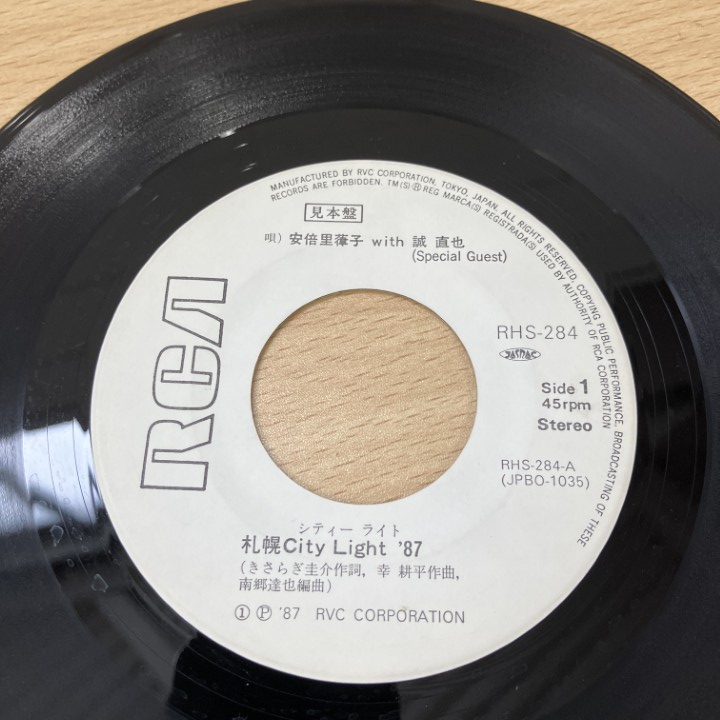 MANUFACTURED BY RVC CORPORATION, TOKYO, JAPAN. ALL RIGHTS RESERVED, COPYING PUBLIC PERFORMANCE, BROADCASTING OF THESE
RECORDS ARE FORBIDDEN. TM(S) Ⓡ REG MARCA(S) REGISTRADA(S) USED BY AUTHORITY OF RCA CORPORATION
見本盤
唄) 安倍里葎子 with 誠 直也
(Special Guest)
RCA
RHS-284
JASRAC
Side 1
45rpm
Stereo
RHS-284-A
(JPBO-1035)
シティー ライト
札幌City Light '87
(きさらぎ圭介作詞, 幸 耕平作曲,
南郷達也編曲)
① Ⓟ '87 RVC CORPORATION